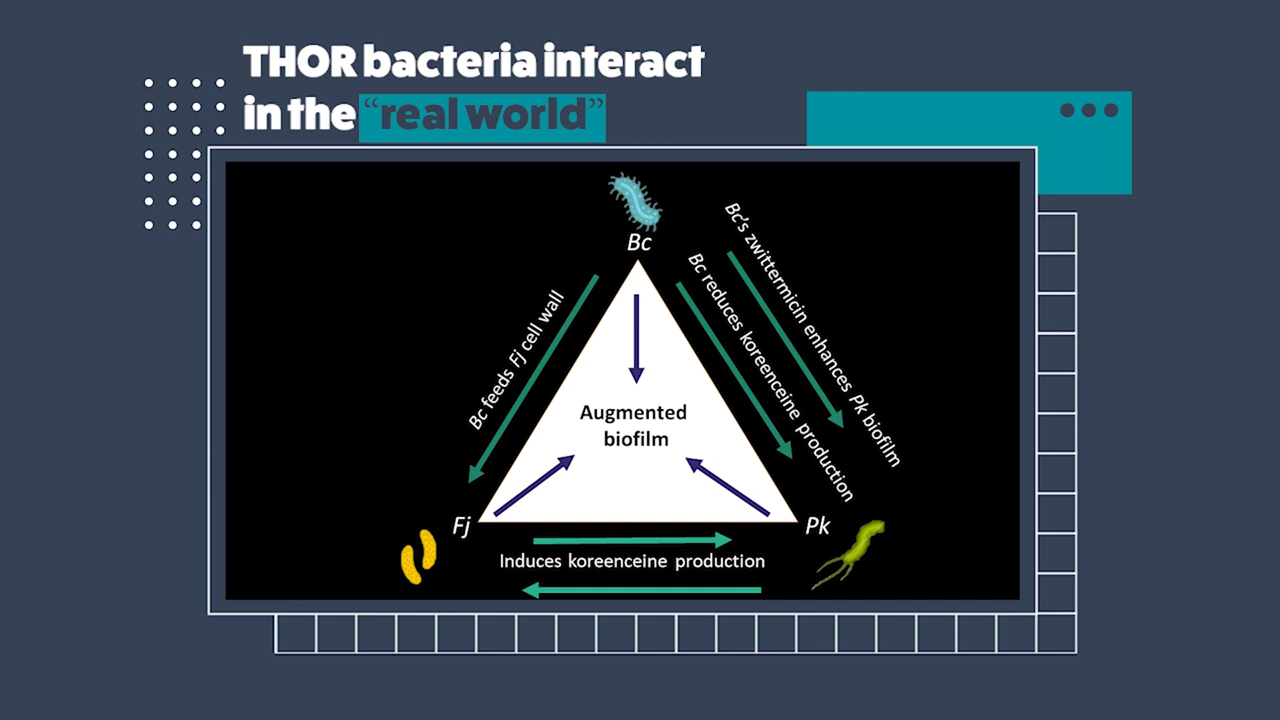 THOR bacteria interact
in the “real world”
Bc
Bc's zwittermicin enhances Pk biofilm
Bc reduces koreenceine production
Bc feeds Fj cell wall
Augmented
biofilm
Fj
Pk
Induces koreenceine production